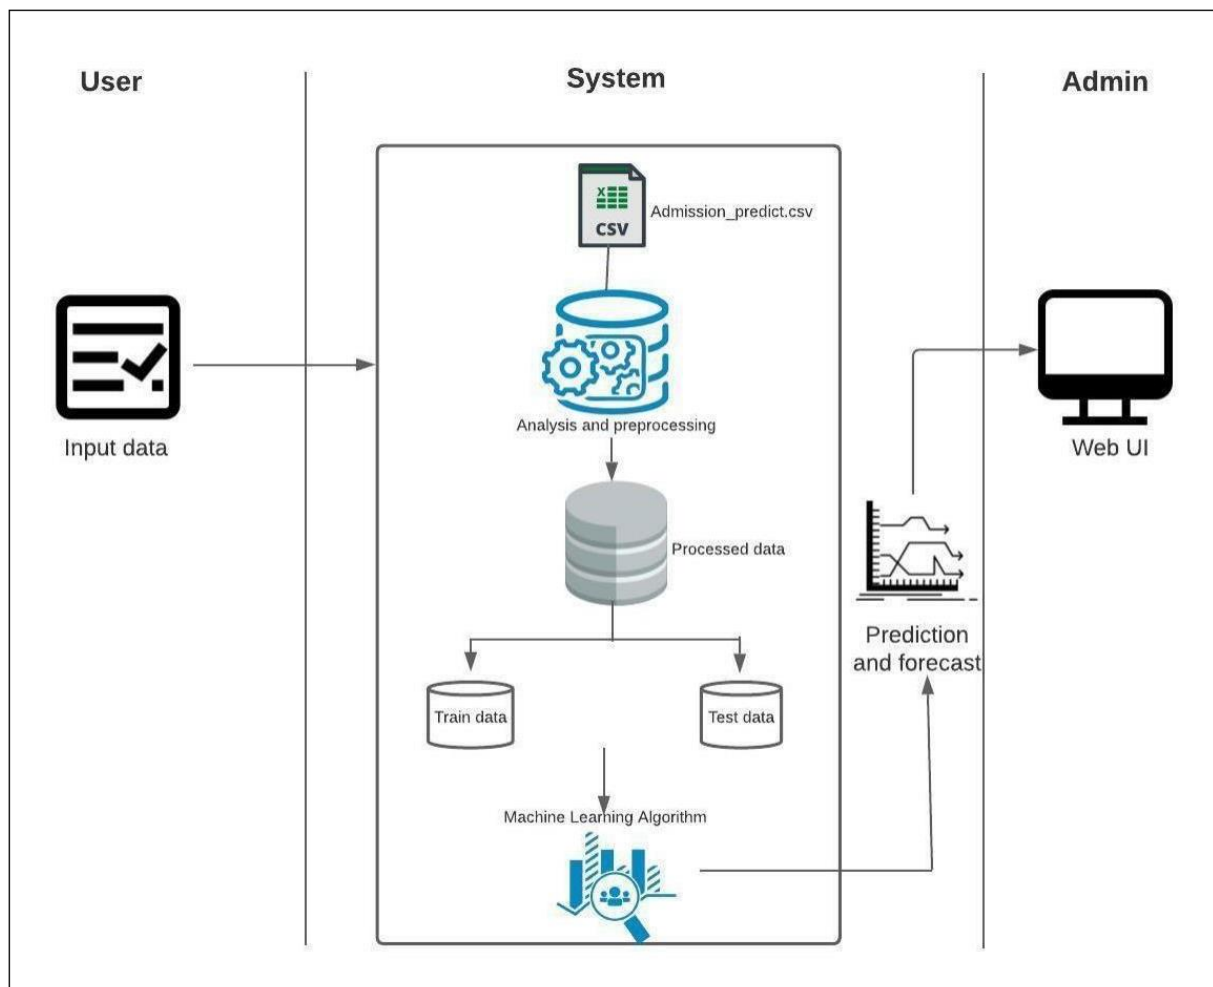 User
System
Admin
X
CSV
Admission_predict.csv
Input data
Analysis and preprocessing
Web UI
Processed data
Prediction
and forecast
Train data
Test data
Machine Learning Algorithm